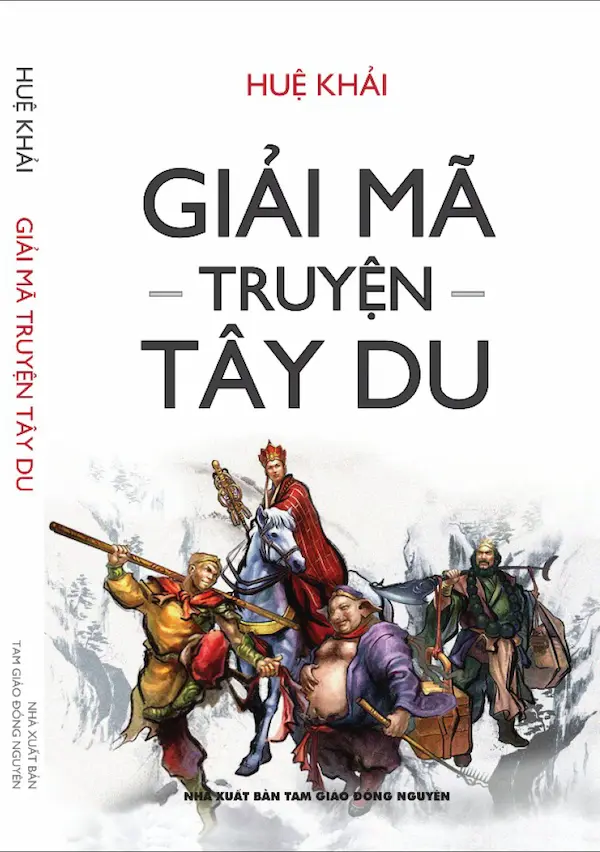 HUỆ KHẢI
GIẢI MÃ
TRUYỆN
TÂY DU
NHÀ XUẤT BẢN TAM GIÁO ĐỒNG NGUYÊN
HUỆ KHẢI
GIẢI MÃ TRUYỆN TÂY DU
NHÀ XUẤT BẢN
TAM GIÁO ĐỒNG NGUYÊN